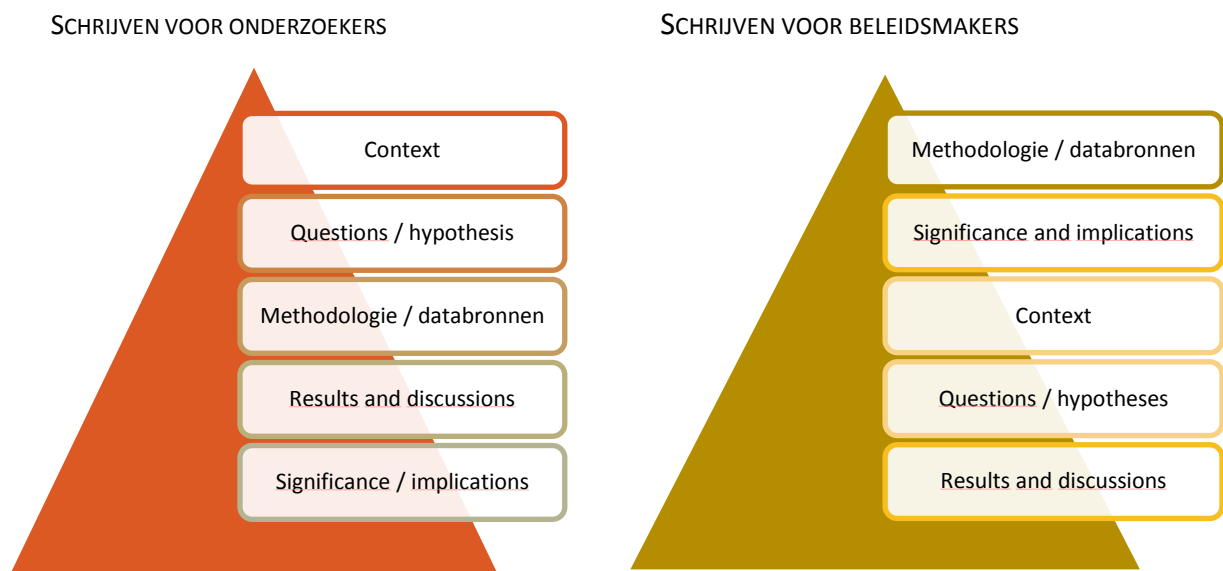 SCHRIJVEN VOOR ONDERZOEKERS
Context
Questions / hypothesis
Methodologie / databronnen
Results and discussions
Significance / implications
SCHRIJVEN VOOR BELEIDSMAKERS
Methodologie / databronnen
Significance and implications
Context
Questions / hypotheses
Results and discussions